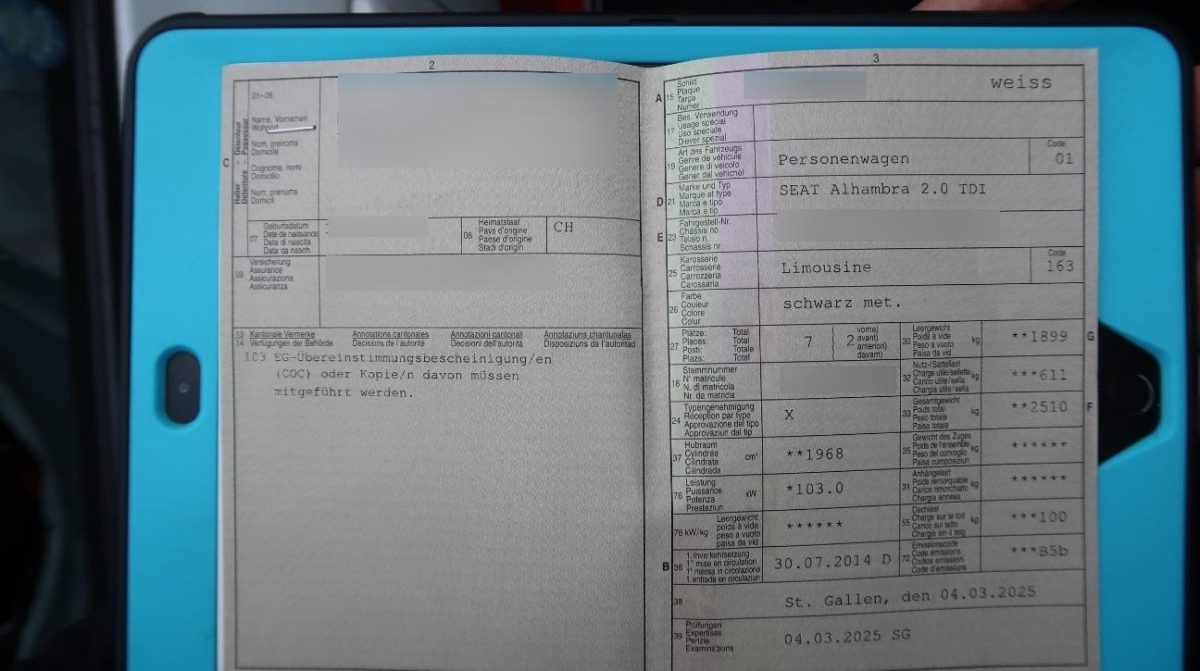 2
01-06
Name, Vornamen
Wohnort
Nom, prénoms
Domicile
Cognome, nomi
Domicilio
Num, prenums
Domicil
C
Halter - Détenteur
Detentore - Possessur
07
Geburtsdatum
Date de naissance
Data di nascita
Data da nasch.
08
Heimatstaat
Pays d'origine
Paese d'origine
Stadi d'origin
CH
09
Versicherung
Assurance
Assicurazione
Assicuranza
13 Kantonale Vermerke Annotations cantonales Annotazioni cantonali Annotaziuns chantunalas
14 Verfügungen der Behörde Décisions de l'autorité Decisioni dell'autorità Disposiziuns da l'autoritad
103 EG-Übereinstimmungsbescheinigung/en
(COC) oder Kopie/n davon müssen
mitgeführt werden.
3
A 15
Schild
Plaque
Targa
Numer
weiss
17
Bes. Verwendung
Usage spécial
Uso speciale
Diever spezial
19
Art des Fahrzeugs
Genre de véhicule
Genere di veicolo
Gener dal vehichel
Personenwagen
Code
01
D 21
Marke und Typ
Marque et type
Marca e tipo
Marca e tip
SEAT Alhambra 2.0 TDI
E 23
Fahrgestell-Nr.
Châssis no
Telaio n.
Schassis nr.
25
Karosserie
Carrosserie
Carrozzeria
Carossaria
Limousine
Code
163
26
Farbe
Couleur
Colore
Colur
schwarz met.
27
Plätze: Total
Places: Total
Posti: Totale
Plazs: Total
7
2
vorne)
avant)
anteriori)
davant)
30
Leergewicht
Poids à vide
Peso a vuoto
Paisa da vid
kg
**1899
G
18
Stammnummer
N° matricule
N. di matricola
Nr. da matricla
32
Nutz-/Sattellast
Charge utile/sellette
Carico utile/sella
Chargia utila/sella
kg
***611
24
Typengenehmigung
Réception par type
Approvazione del tipo
Approvaziun dal tip
X
33
Gesamtgewicht
Poids total
Peso totale
Paisa totala
kg
**2510
F
37
Hubraum
Cylindrée
Cilindrata
Cilindrada
cm³
**1968
35
Gewicht des Zuges
Poids de l'ensemble
Peso del convoglio
Paisa cumposiziun
kg
******
76
Leistung
Puissance
Potenza
Prestaziun
kW
*103.0
31
Anhängelast
Poids remorquable
Carico rimorchiato
Chargia annexa
kg
******
78 kW/kg
Leergewicht
poids à vide
peso a vuoto
paisa da vid
******
55
Dachlast
Charge sur le toit
Carico sul tetto
Chargia sin il tetg
kg
***100
B 36
1. Inverkehrsetzung
1re mise en circulation
1a messa in circolazione
1. entrada en circulaziun
30.07.2014 D
72
Emissionscode
Code émissions
Codice emissioni
Code d'emissiuns
***B5b
38
St. Gallen, den 04.03.2025
39
Prüfungen
Expertises
Perizie
Examinaziuns
04.03.2025 SG